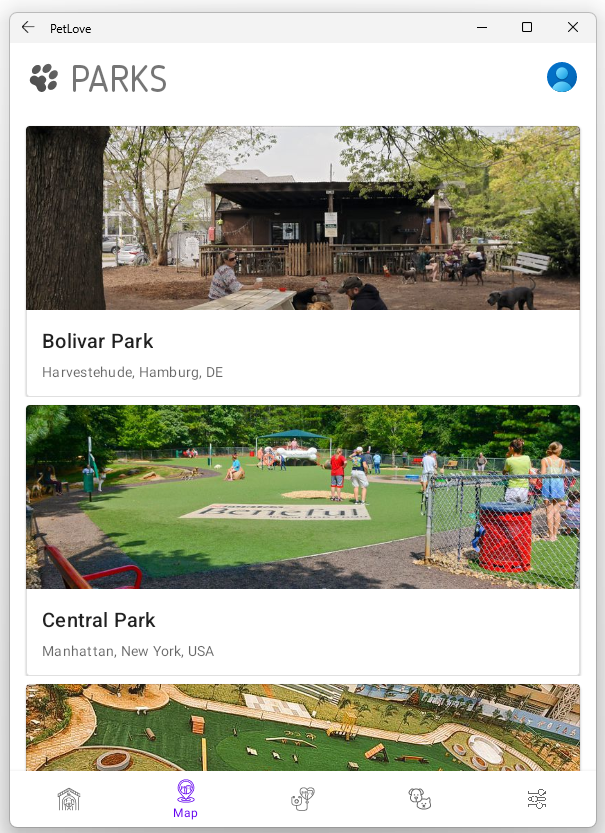 PetLove
PARKS
Bolivar Park
Harvestehude, Hamburg, DE
Beneful
Central Park
Manhattan, New York, USA
Map